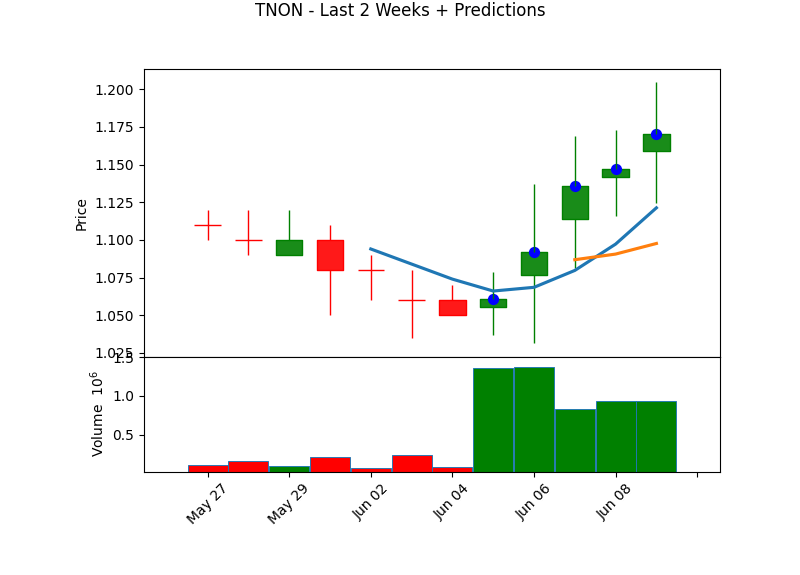 TNON - Last 2 Weeks + Predictions
1.200
1.175
1.150
1.125
1.100
1.075
1.050
1.025
Price
1.5
1.0
0.5
Volume 10^6
May 27
May 29
Jun 02
Jun 04
Jun 06
Jun 08